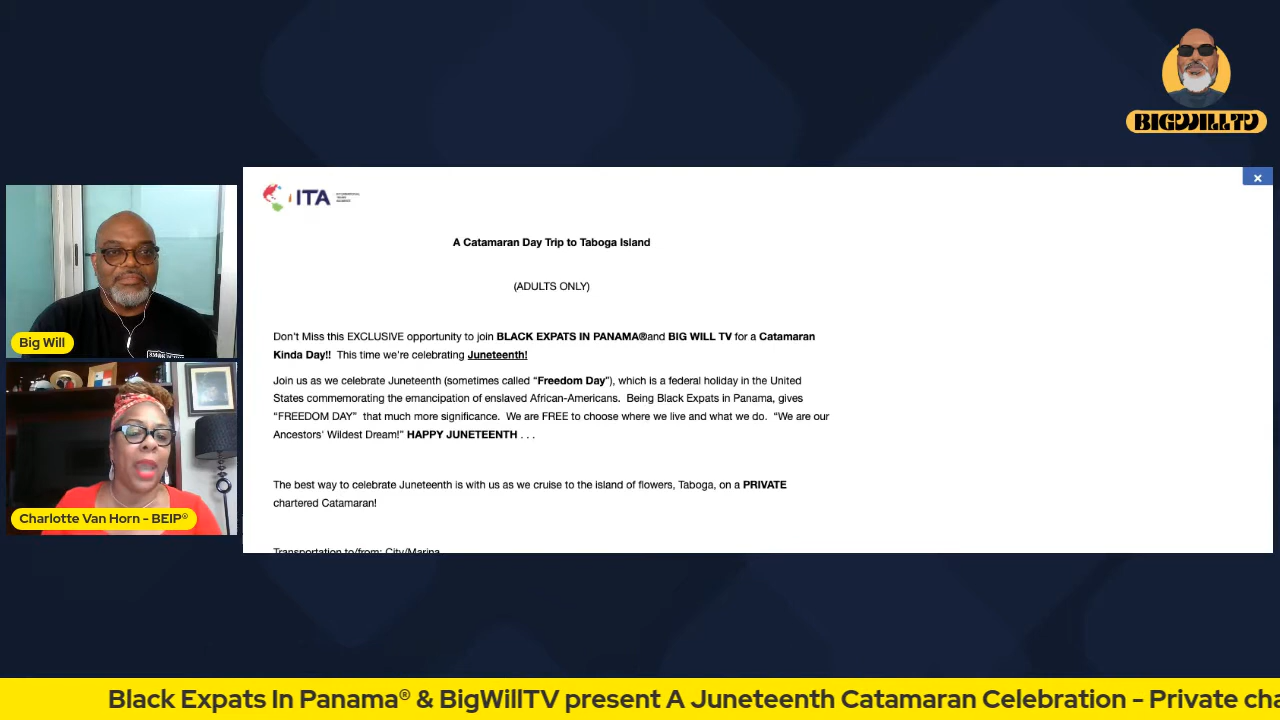 BIGWILLTV
ITA
A Catamaran Day Trip to Taboga Island
(ADULTS ONLY)
Don't Miss this EXCLUSIVE opportunity to join BLACK EXPATS IN PANAMA®and BIG WILL TV for a Catamaran
Kinda Day!! This time we're celebrating Juneteenth!
Join us as we celebrate Juneteenth (sometimes called “Freedom Day”), which is a federal holiday in the United
States commemorating the emancipation of enslaved African-Americans. Being Black Expats in Panama, gives
“FREEDOM DAY” that much more significance. We are FREE to choose where we live and what we do. “We are our
Ancestors' Wildest Dream!” HAPPY JUNETEENTH . . .
The best way to celebrate Juneteenth is with us as we cruise to the island of flowers, Taboga, on a PRIVATE
chartered Catamaran!
Transportation to/from: City/Marina
Big Will
Charlotte Van Horn - BEIP®
Black Expats In Panama® & BigWillTV present A Juneteenth Catamaran Celebration - Private cha